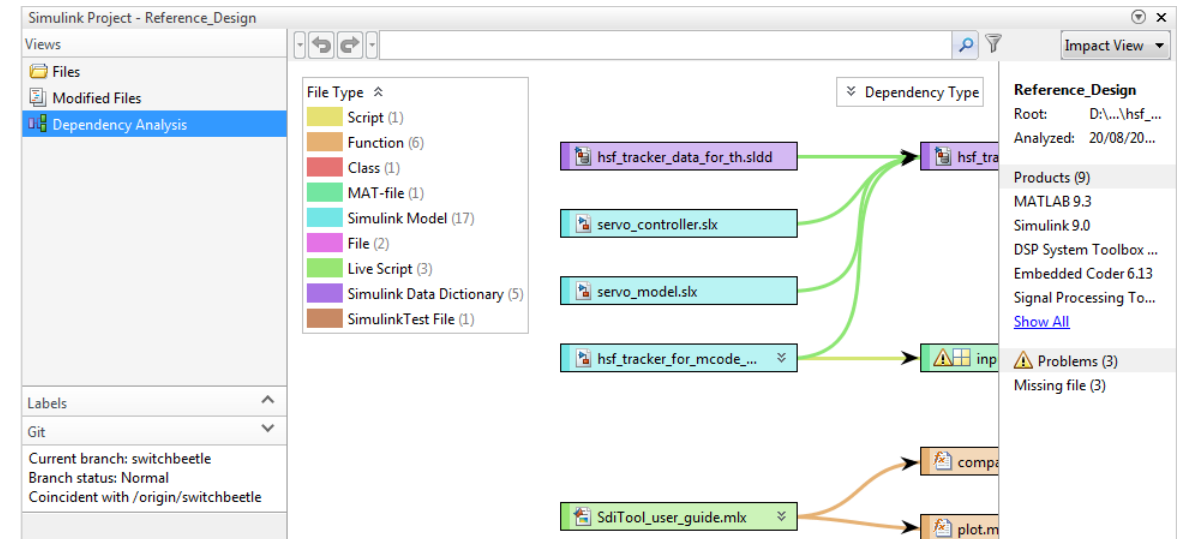 Simulink Project - Reference_Design
Views
Files
Modified Files
Dependency Analysis
Labels
Git
Current branch: switchbeetle
Branch status: Normal
Coincident with /origin/switchbeetle
Impact View
File Type
Script (1)
Function (6)
Class (1)
MAT-file (1)
Simulink Model (17)
File (2)
Live Script (3)
Simulink Data Dictionary (5)
SimulinkTest File (1)
Dependency Type
hsf_tracker_data_for_th.sldd
servo_controller.slx
servo_model.slx
hsf_tracker_for_mcode_...
SdiTool_user_guide.mlx
hsf_tra
inp
compa
plot.m
Reference_Design
Root: D:\...\hsf_...
Analyzed: 20/08/20...
Products (9)
MATLAB 9.3
Simulink 9.0
DSP System Toolbox ...
Embedded Coder 6.13
Signal Processing To...
Show All
Problems (3)
Missing file (3)